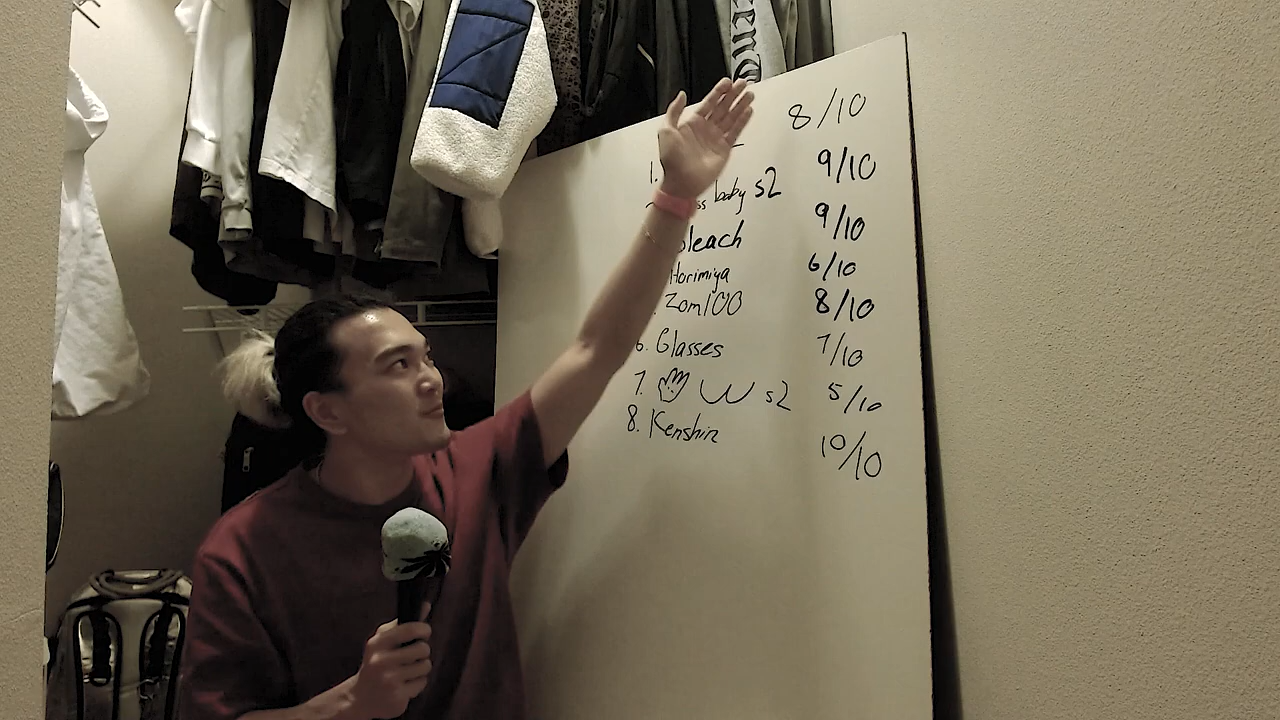 8/10
1. 9/10
ss baby s2 9/10
Bleach 6/10
Horimiya 8/10
Zom100 7/10
6. Glasses 5/10
7. W s2 10/10
8. Kenshin